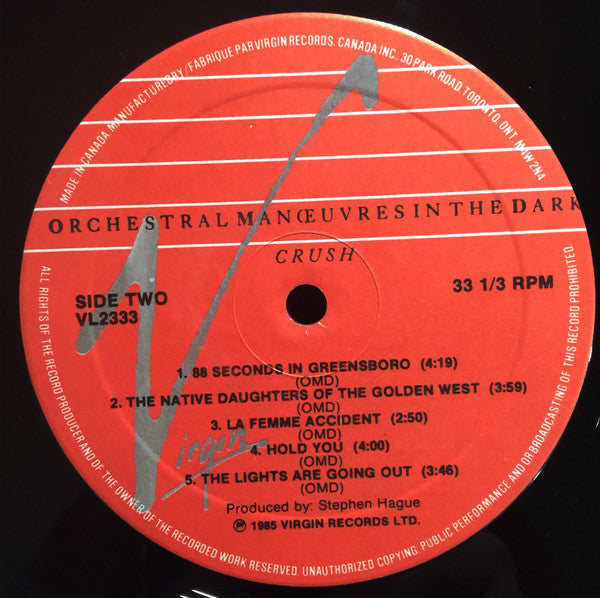 MADE IN CANADA. MANUFACTURED BY / FABRIQUE PAR VIRGIN RECORDS. CANADA INC., 30 PARK ROAD, TORONTO, ONT. M4W 2N4
ORCHESTRAL MANŒUVRES IN THE DARK
CRUSH
SIDE TWO
VL2333
33 1/3 RPM
1. 88 SECONDS IN GREENSBORO (4:19)
(OMD)
2. THE NATIVE DAUGHTERS OF THE GOLDEN WEST (3:59)
(OMD)
3. LA FEMME ACCIDENT (2:50)
(OMD)
4. HOLD YOU (4:00)
(OMD)
5. THE LIGHTS ARE GOING OUT (3:46)
(OMD)
Virgin
Produced by: Stephen Hague
℗ 1985 VIRGIN RECORDS LTD.
ALL RIGHTS OF THE RECORD PRODUCER AND OF THE OWNER OF THE RECORDED WORK RESERVED. UNAUTHORIZED COPYING, PUBLIC PERFORMANCE AND/OR BROADCASTING OF THIS RECORD PROHIBITED